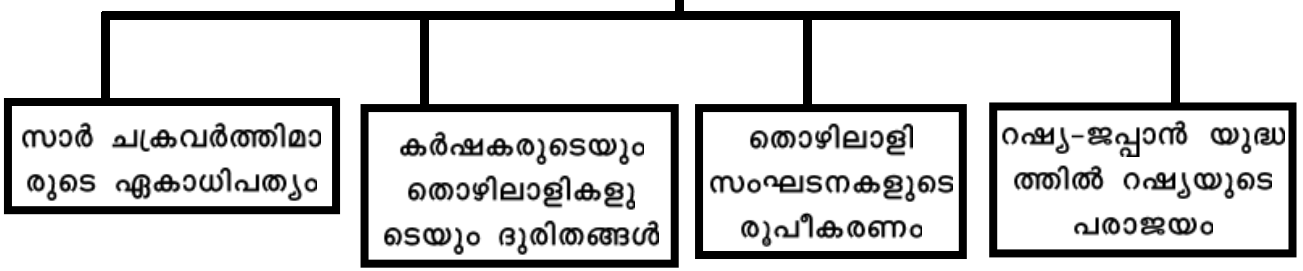 സാർ ചക്രവർത്തിമാ
രുടെ ഏകാധിപത്യം
കർഷകരുടെയും
തൊഴിലാളികളു
ടെയും ദുരിതങ്ങൾ
തൊഴിലാളി
സംഘടനകളുടെ
രൂപീകരണം
റഷ്യ-ജപ്പാൻ യുദ്ധ
ത്തിൽ റഷ്യയുടെ
പരാജയം